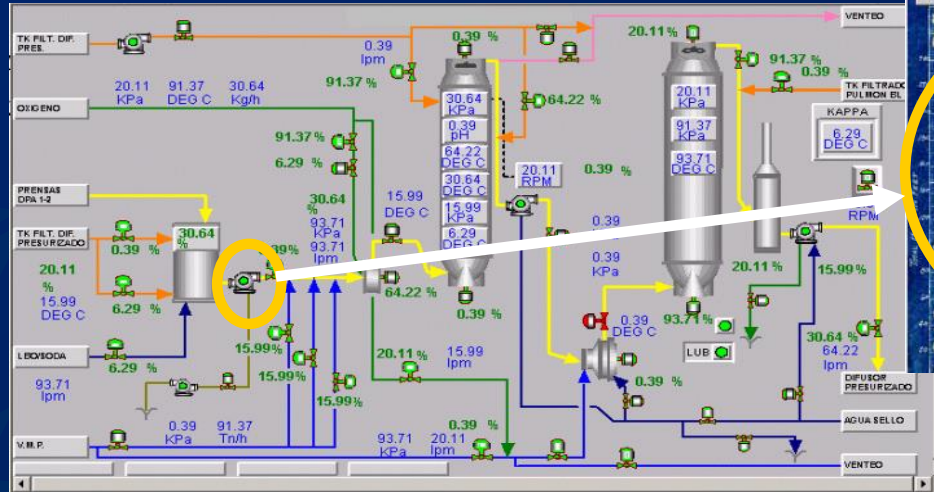 VENTEO
TK FILT. DIF.
PRES.
0.39
lpm
0.39 %
20.11 %
91.37 %
0.39 %
20.11
KPa
91.37
DEG C
30.64
Kg/h
91.37 %
64.22 %
TK FILTRADO
PULMON BL
OXIGENO
30.64
KPa
0.39
pH
64.22
DEG C
30.64
DEG C
15.99
KPa
6.29
DEG C
20.11
KPa
91.37
KPa
93.71
DEG C
KAPPA
6.29
DEG C
91.37 %
6.29 %
20.11
RPM
0.39 %
RPM
PRENSAS
DPA 1-2
30.64
%
93.71
KPa
93.71
lpm
15.99
DEG C
TK FILT. DIF.
PRESURIZADO
30.64
%
0.39 %
39%
0.39
0.39
KPa
20.11
%
15.99
DEG C
6.29 %
64.22 %
0.39 %
20.11 %
15.99%
93.71%
0.39
DEG C
LUB
30.64 %
64.22
lpm
15.99%
15.99%
15.99%
20.11 %
15.99
lpm
6.29 %
93.71
lpm
0.39 %
DIFUSOR
PRESURIZADO
AGUA SELLO
0.39
KPa
91.37
Tn/h
0.39 %
93.71
KPa
20.11
lpm
V.M.P.
VENTEO